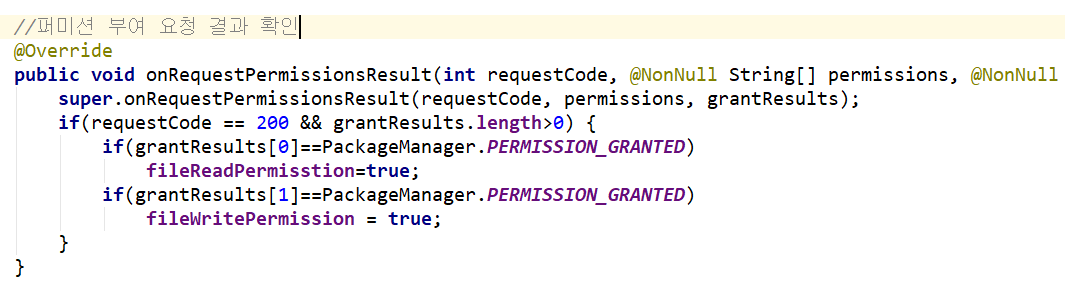 //퍼미션 부여 요청 결과 확인
@Override
public void onRequestPermissionsResult(int requestCode, @NonNull String[] permissions, @NonNull
super.onRequestPermissionsResult(requestCode, permissions, grantResults);
if(requestCode == 200 && grantResults.length>0) {
if(grantResults[0]==PackageManager.PERMISSION_GRANTED)
fileReadPermisstion=true;
if(grantResults[1]==PackageManager.PERMISSION_GRANTED)
fileWritePermission = true;
}
}